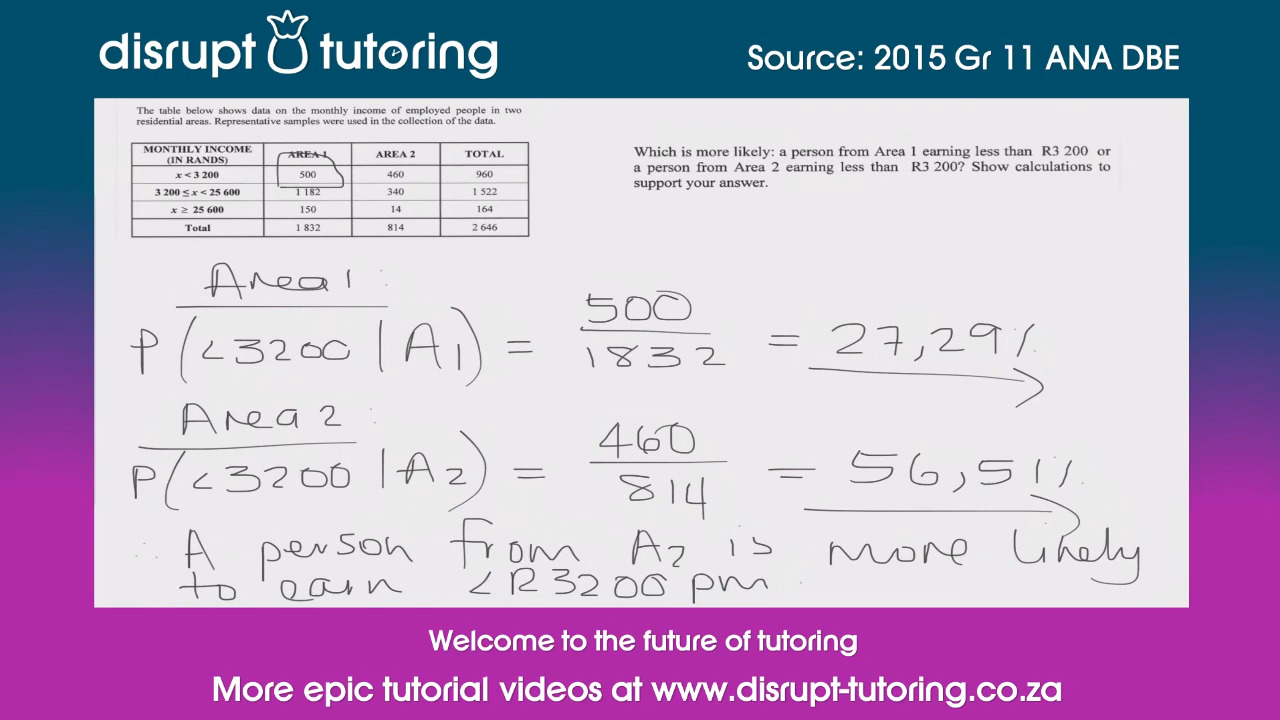 disrupt tutoring
Source: 2015 Gr 11 ANA DBE
The table below shows data on the monthly income of employed people in two
residential areas. Representative samples were used in the collection of the data.
MONTHLY INCOME (IN RANDS) AREA 1 AREA 2 TOTAL
x < 3 200 500 460 960
3 200 ≤ x < 25 600 1 182 340 1 522
x ≥ 25 600 150 14 164
Total 1 832 814 2 646
Which is more likely: a person from Area 1 earning less than R3 200 or
a person from Area 2 earning less than R3 200? Show calculations to
support your answer.
Area 1:
P(<3200 | A1) = 500/1832 = 27,29%
Area 2:
P(<3200 | A2) = 460/814 = 56,51%
∴ A person from A2 is more likely
to earn <R3200 pm.
Welcome to the future of tutoring
More epic tutorial videos at www.disrupt-tutoring.co.za